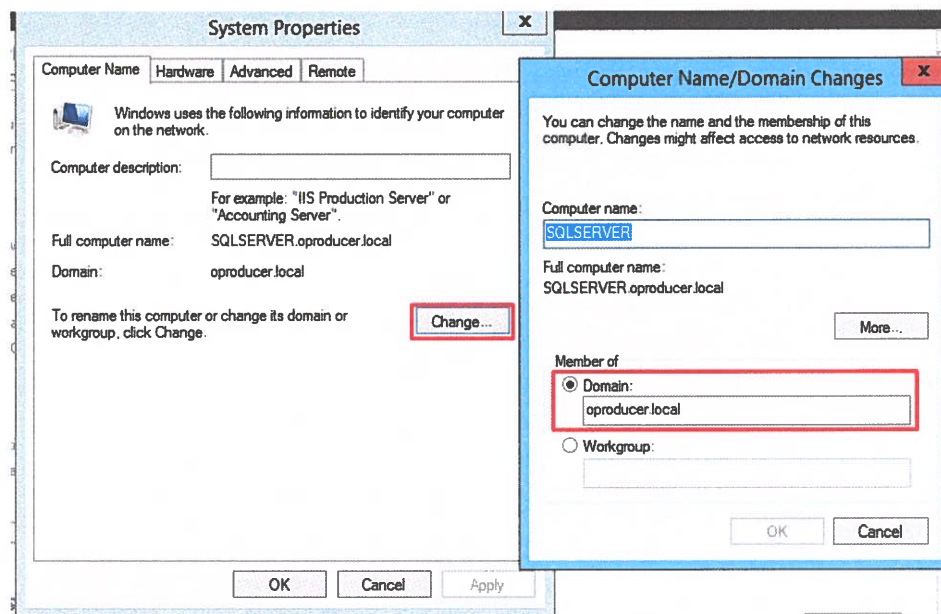 System Properties
x
Computer Name
Hardware
Advanced
Remote
Windows uses the following information to identify your computer
on the network.
Computer description:
For example: "IIS Production Server" or
"Accounting Server".
Full computer name:
SQLSERVER.oproducer.local
Domain:
oproducer.local
To rename this computer or change its domain or
workgroup, click Change.
Change...
OK
Cancel
Apply
Computer Name/Domain Changes
x
You can change the name and the membership of this
computer. Changes might affect access to network resources.
Computer name:
SQLSERVER
Full computer name:
SQLSERVER.oproducer.local
More...
Member of
Domain:
oproducer.local
Workgroup:
OK
Cancel